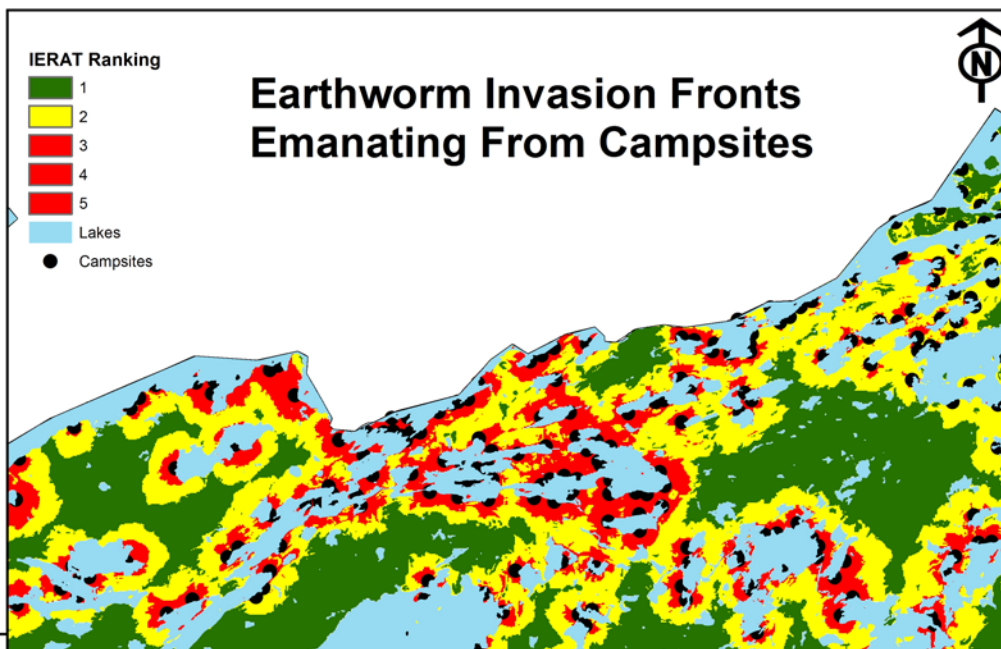 IERAT Ranking
1
2
3
4
5
Lakes
Campsites
Earthworm Invasion Fronts
Emanating From Campsites
N